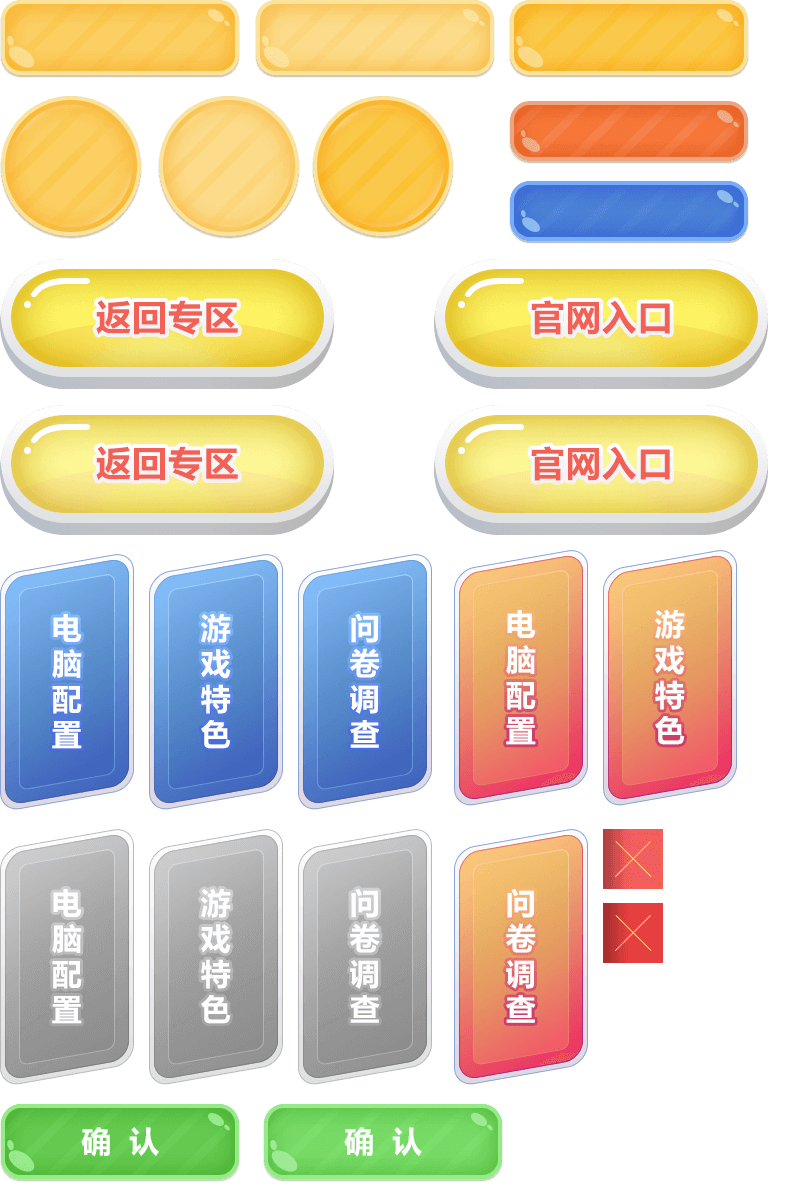 返回专区
官网入口
返回专区
官网入口
电脑配置
游戏特色
问卷调查
电脑配置
游戏特色
电脑配置
游戏特色
问卷调查
问卷调查
确 认
确 认